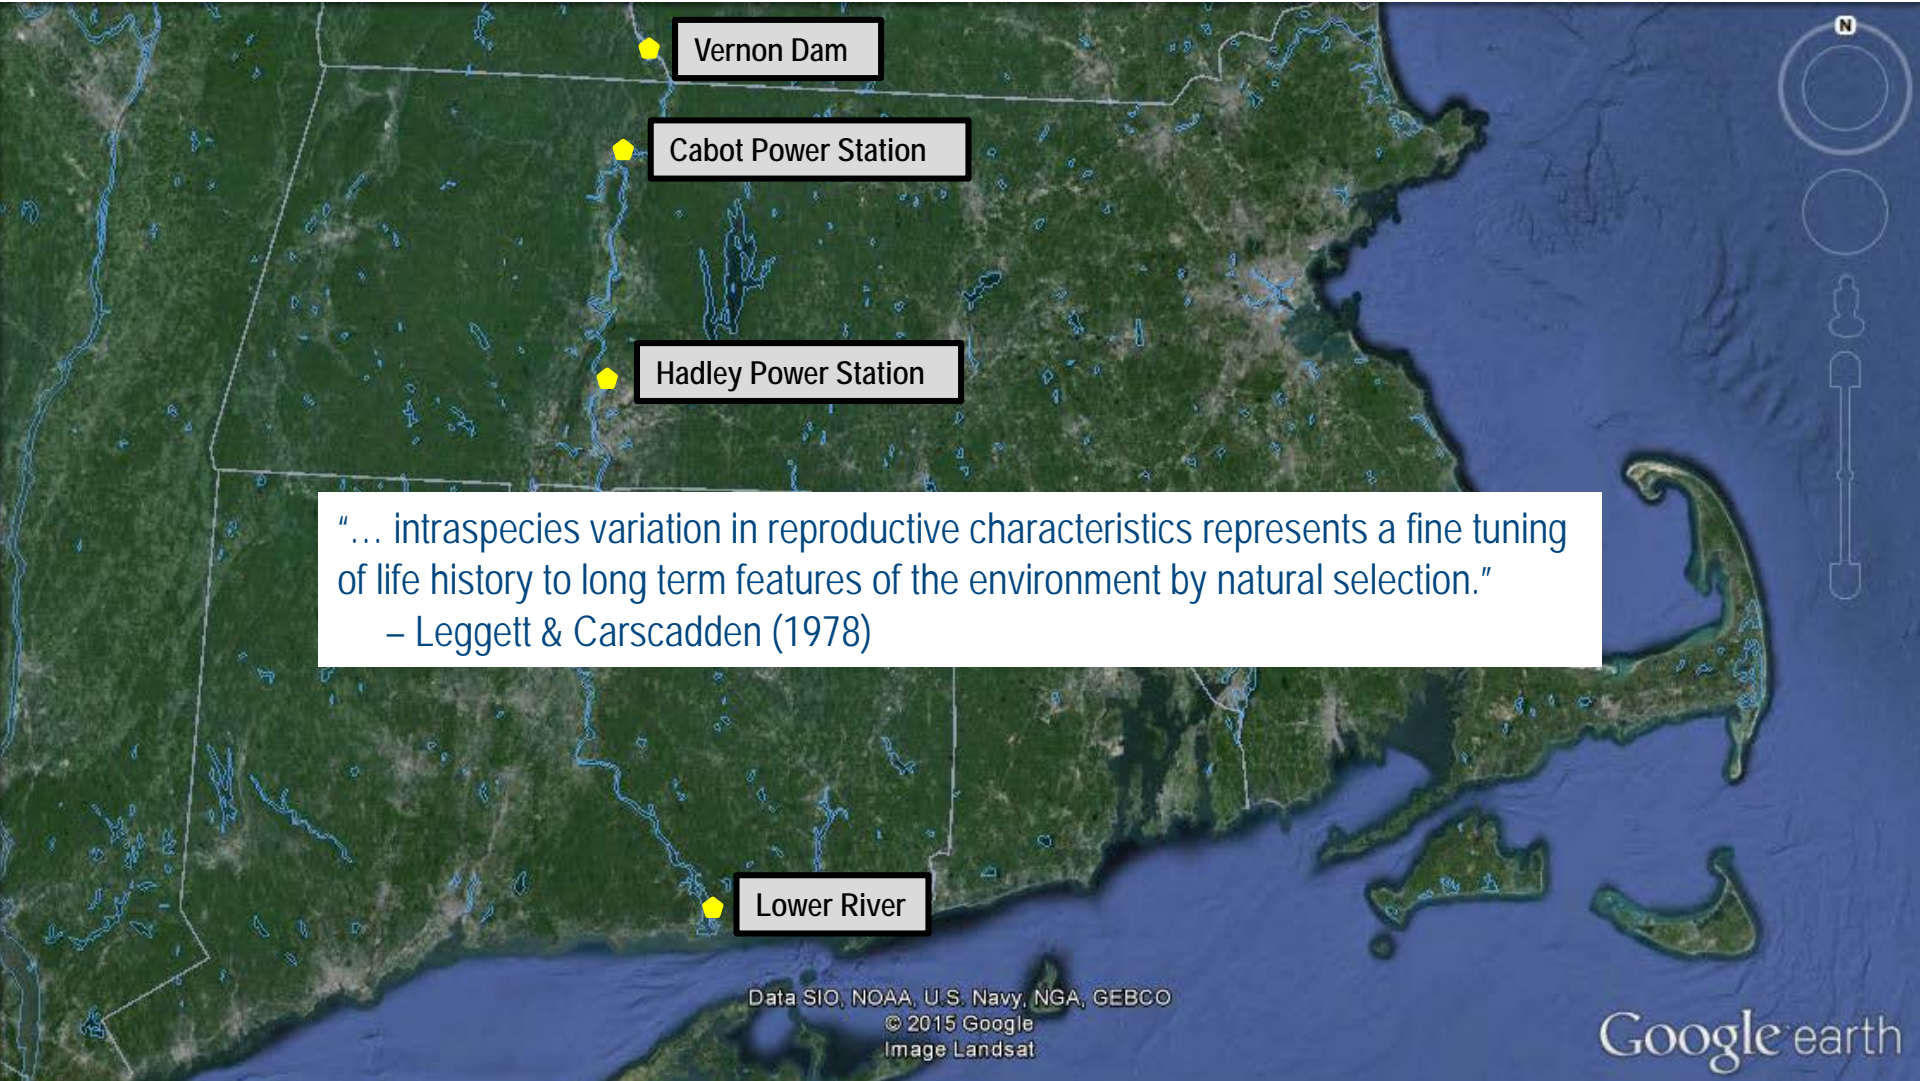 N
Vernon Dam
Cabot Power Station
Hadley Power Station
“… intraspecies variation in reproductive characteristics represents a fine tuning
of life history to long term features of the environment by natural selection.”
– Leggett & Carscadden (1978)
Lower River
Data SIO, NOAA, U.S. Navy, NGA, GEBCO
© 2015 Google
Image Landsat
Google earth